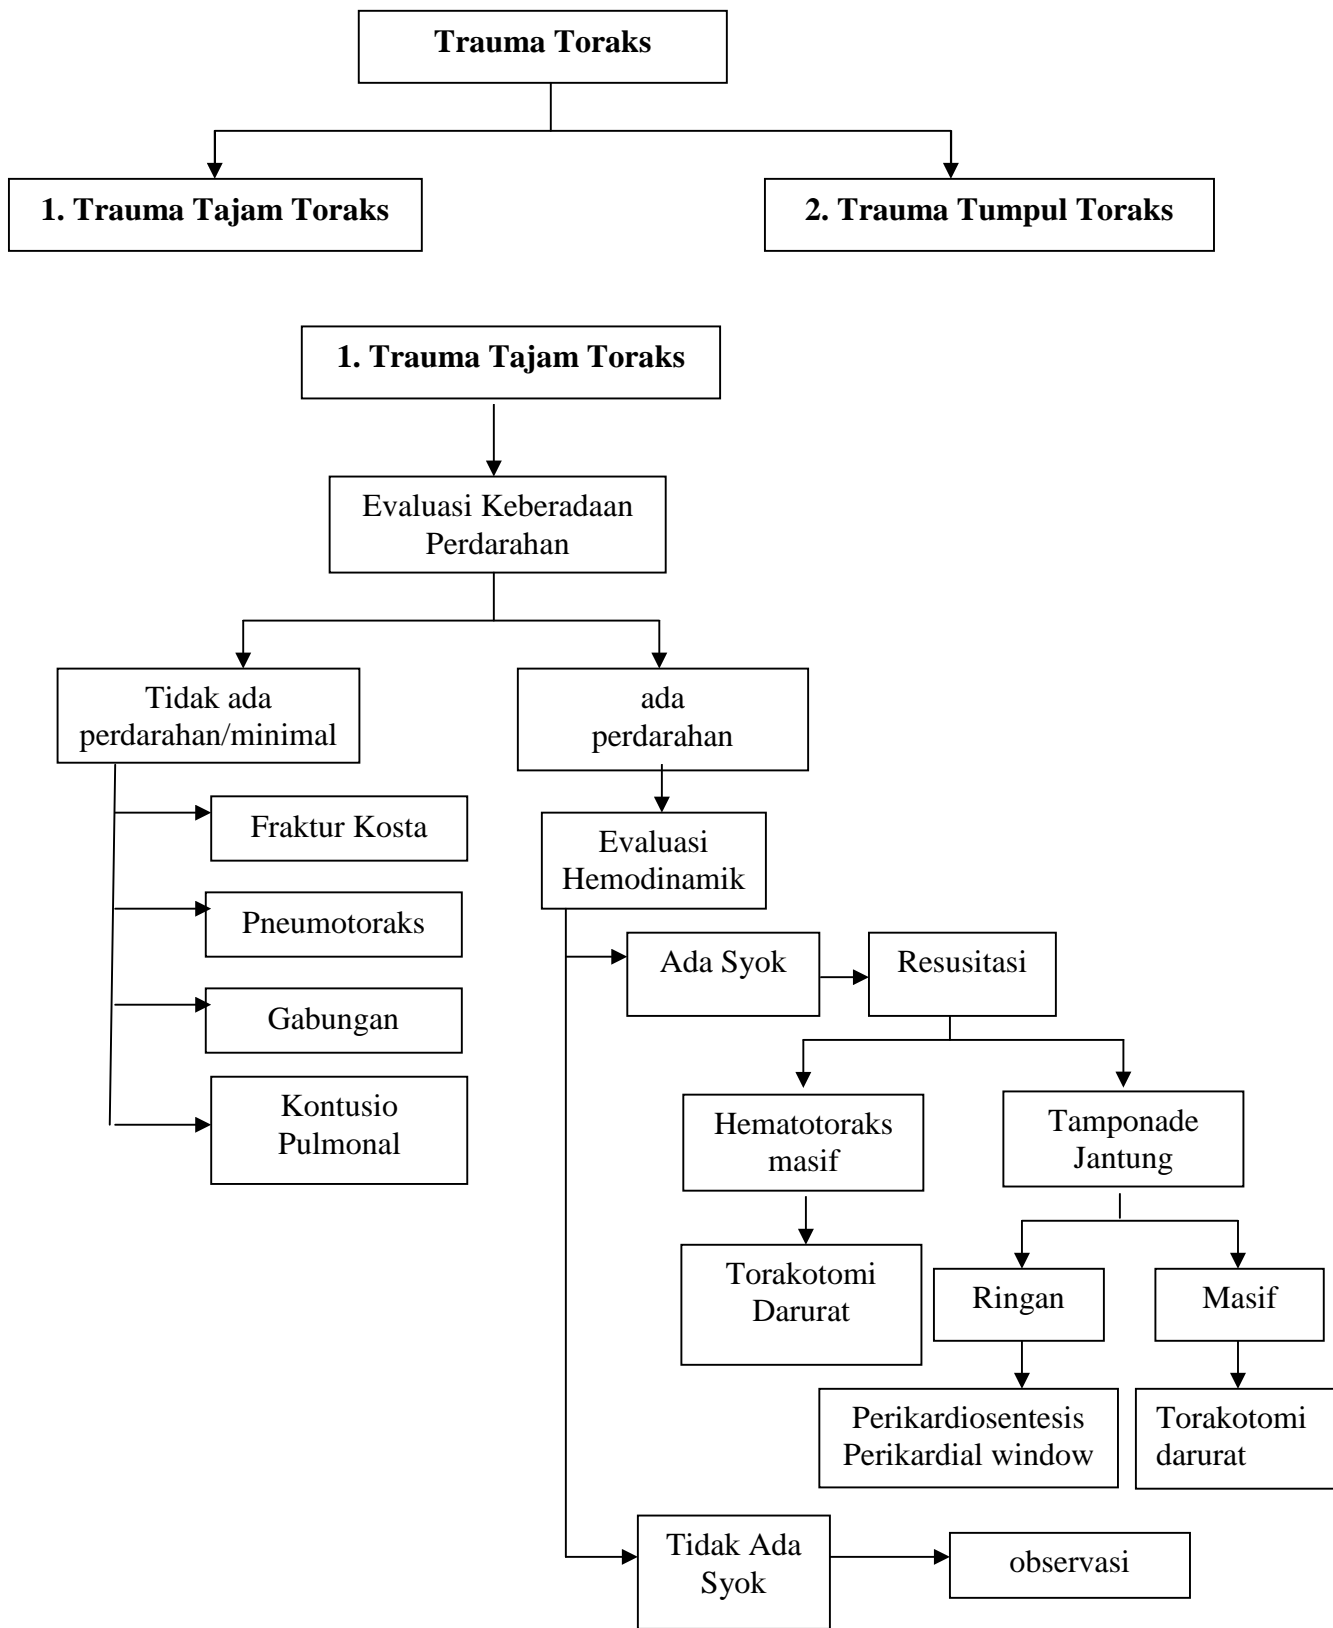 Trauma Toraks
1. Trauma Tajam Toraks
2. Trauma Tumpul Toraks
1. Trauma Tajam Toraks
Evaluasi Keberadaan
Perdarahan
Tidak ada
perdarahan/minimal
ada
perdarahan
Fraktur Kosta
Pneumotoraks
Gabungan
Kontusio
Pulmonal
Evaluasi
Hemodinamik
Ada Syok
Resusitasi
Hematotoraks
masif
Tamponade
Jantung
Torakotomi
Darurat
Ringan
Masif
Perikardiosentesis
Perikardial window
Torakotomi
darurat
Tidak Ada
Syok
observasi